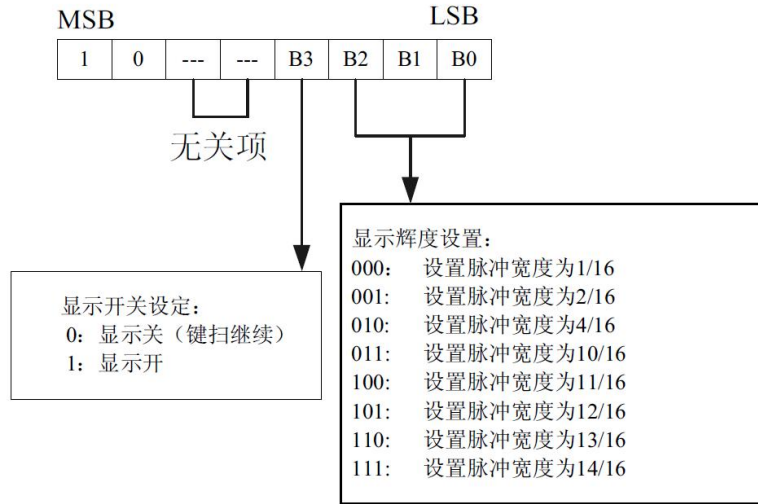 MSB LSB
1 0 --- --- B3 B2 B1 B0
无关项
显示开关设定:
0: 显示关(键扫继续)
1: 显示开
显示辉度设置:
000: 设置脉冲宽度为1/16
001: 设置脉冲宽度为2/16
010: 设置脉冲宽度为4/16
011: 设置脉冲宽度为10/16
100: 设置脉冲宽度为11/16
101: 设置脉冲宽度为12/16
110: 设置脉冲宽度为13/16
111: 设置脉冲宽度为14/16